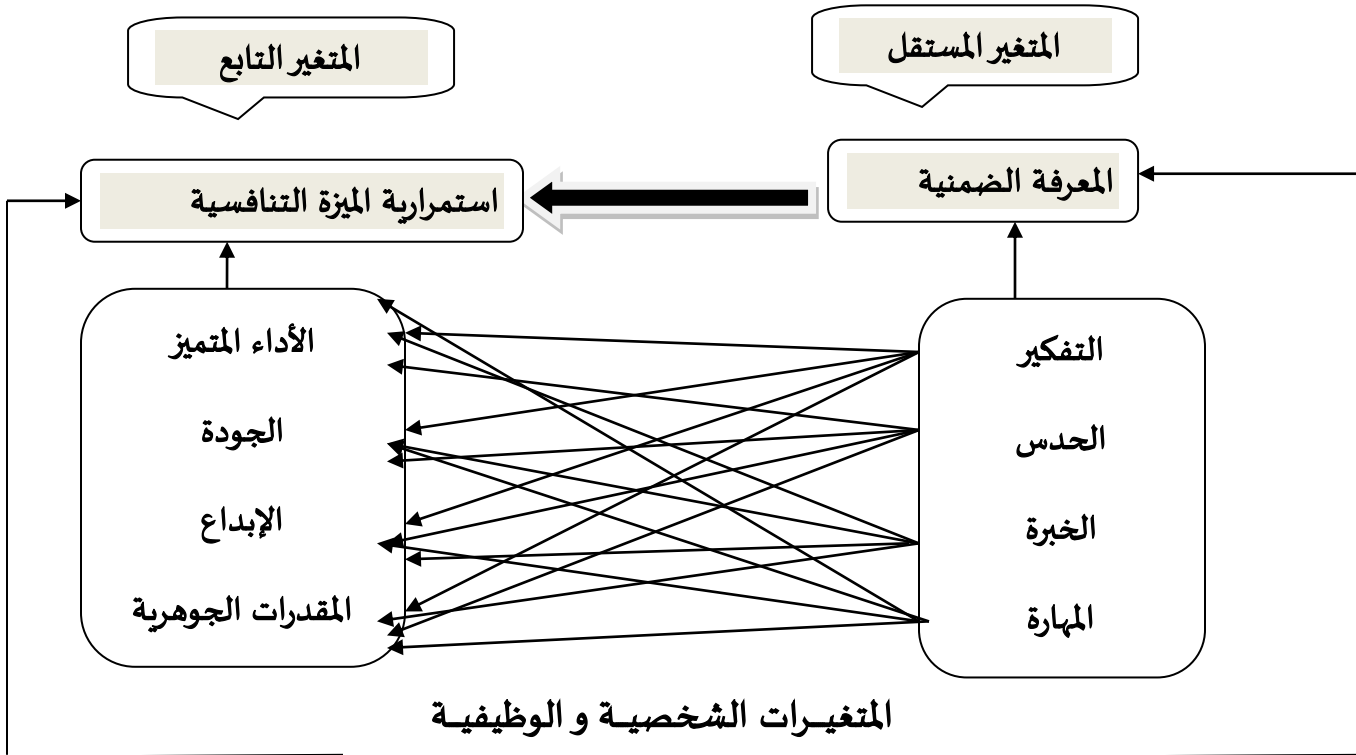 المتغير المستقل
المتغير التابع
المعرفة الضمنية
استمرارية الميزة التنافسية
التفكير
الحدس
الخبرة
المهارة
الأداء المتميز
الجودة
الإبداع
المقدرات الجوهرية
المتغيـرات الشخصيـة و الوظيفيـة